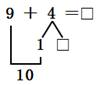 9 + 4 = □
1 □
10